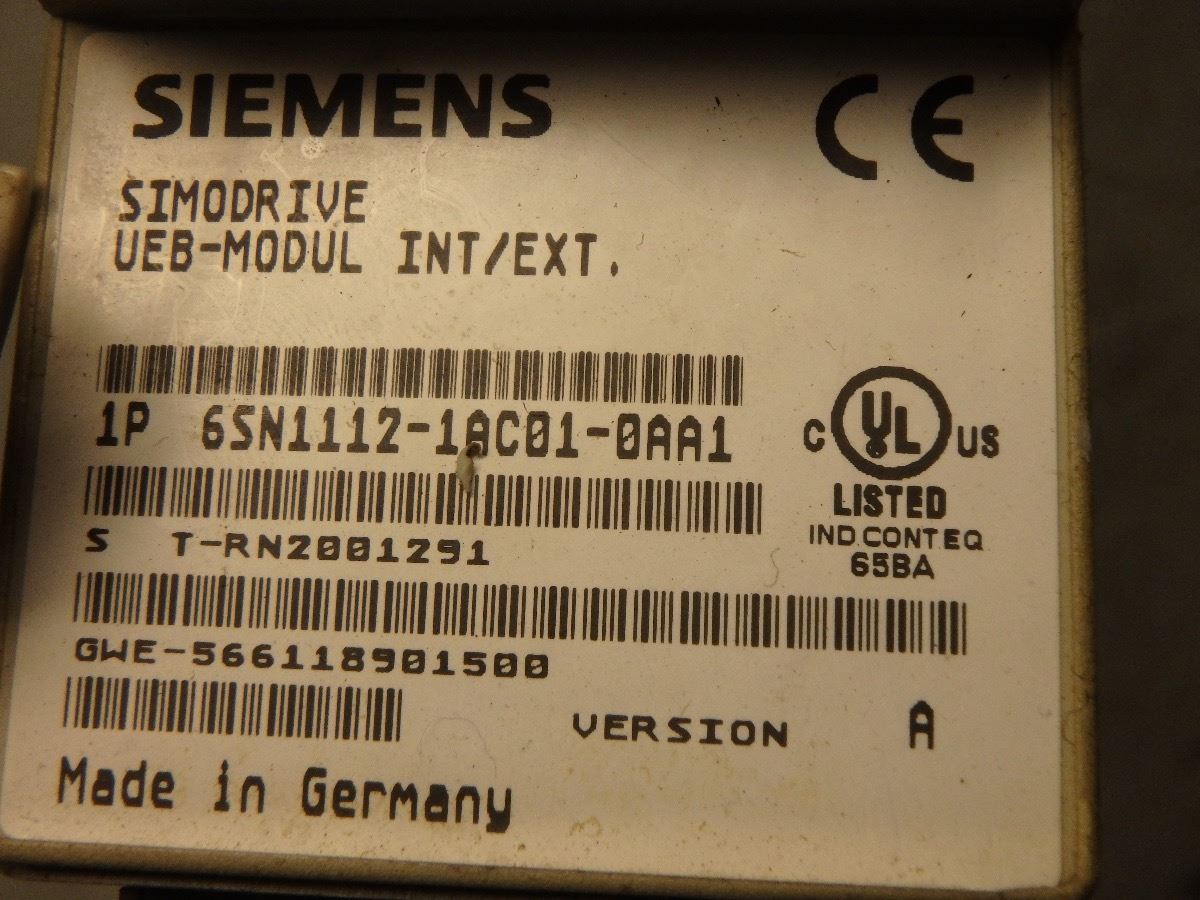 SIEMENS
CE
SIMODRIVE
UEB-MODUL INT/EXT.
1P 6SN1112-1AC01-0AA1
C UL US
LISTED
IND.CONT.EQ
65BA
S T-RN2001291
GWE-566118901500
VERSION A
Made in Germany